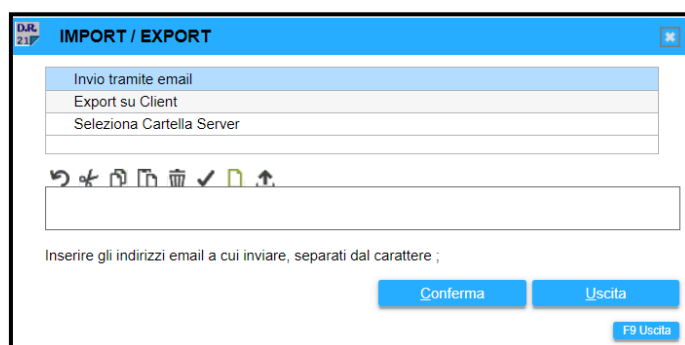 D.R.
21
IMPORT / EXPORT
Invio tramite email
Export su Client
Seleziona Cartella Server
Inserire gli indirizzi email a cui inviare, separati dal carattere ;
Conferma
Uscita
F9 Uscita